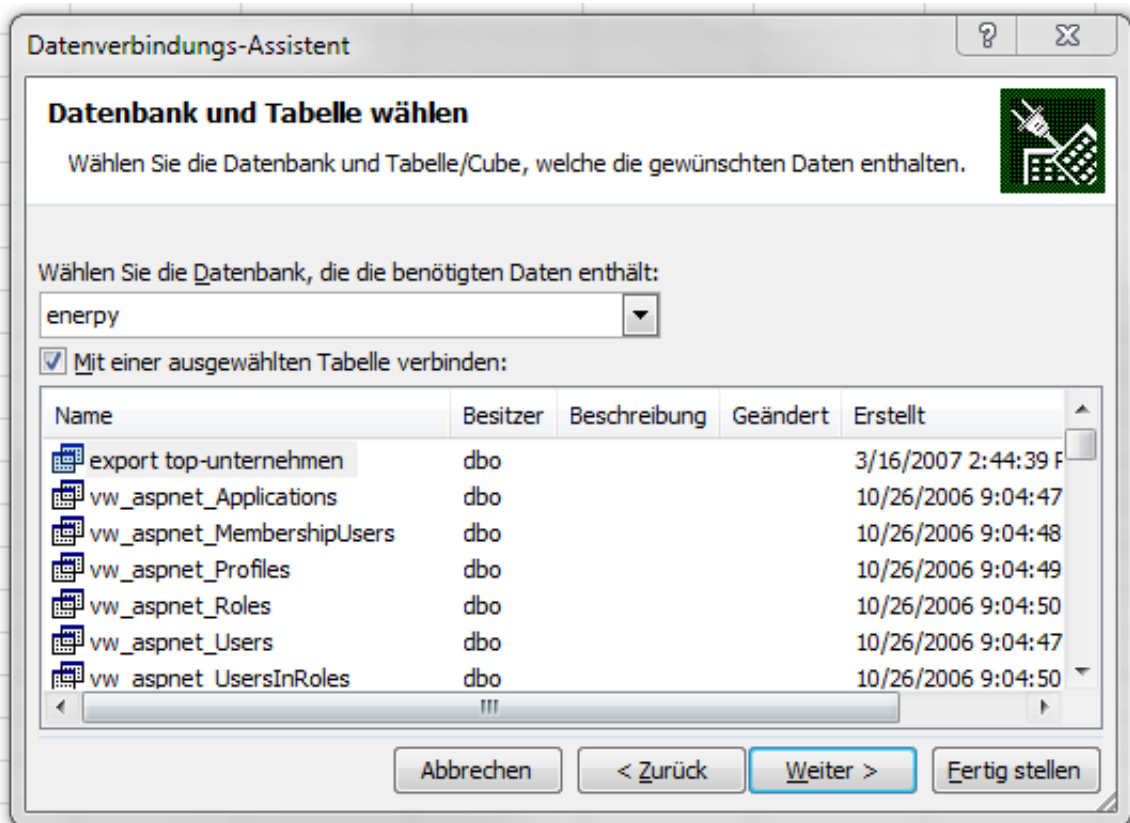 Datenverbindungs-Assistent
Datenbank und Tabelle wählen
Wählen Sie die Datenbank und Tabelle/Cube, welche die gewünschten Daten enthalten.
Wählen Sie die Datenbank, die die benötigten Daten enthält:
enerpy
Mit einer ausgewählten Tabelle verbinden:
Name Besitzer Beschreibung Geändert Erstellt
export top-unternehmen dbo 3/16/2007 2:44:39 P
vw_aspnet_Applications dbo 10/26/2006 9:04:47
vw_aspnet_MembershipUsers dbo 10/26/2006 9:04:48
vw_aspnet_Profiles dbo 10/26/2006 9:04:49
vw_aspnet_Roles dbo 10/26/2006 9:04:50
vw_aspnet_Users dbo 10/26/2006 9:04:47
vw_aspnet_UsersInRoles dbo 10/26/2006 9:04:50
Abbrechen < Zurück Weiter > Fertig stellen